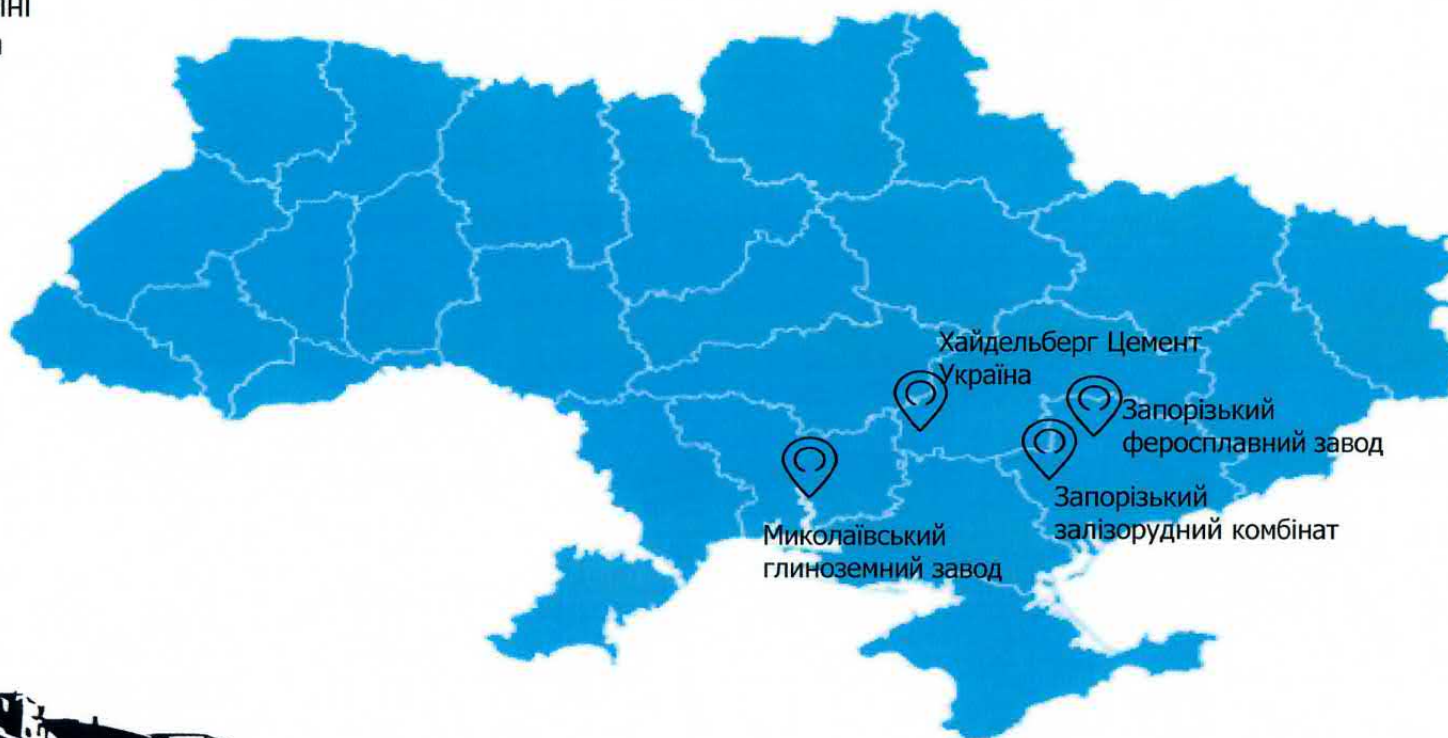 Хайдельберг Цемент
Україна
Запорізький
феросплавний завод
Запорізький
залізорудний комбінат
Миколаївський
глиноземний завод